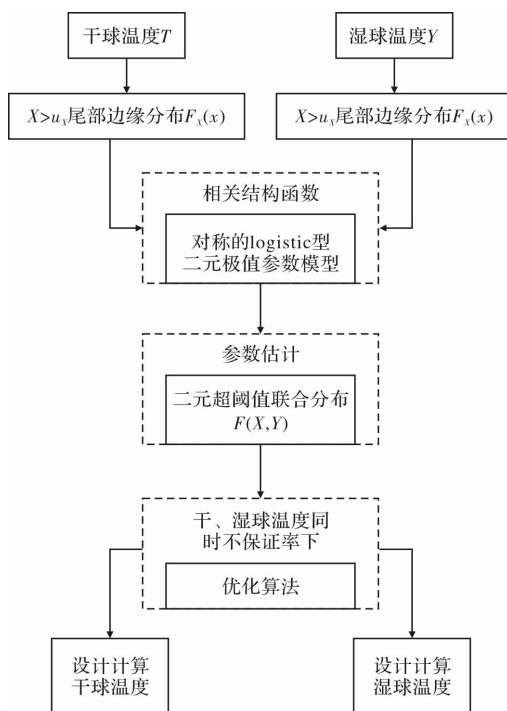 干球温度T
湿球温度Y
X>u_X尾部边缘分布F_X(x)
X>u_X尾部边缘分布F_X(x)
相关结构函数
对称的logistic型
二元极值参数模型
参数估计
二元超阈值联合分布
F(X,Y)
干、湿球温度同
时不保证率下
优化算法
设计计算
干球温度
设计计算
湿球温度